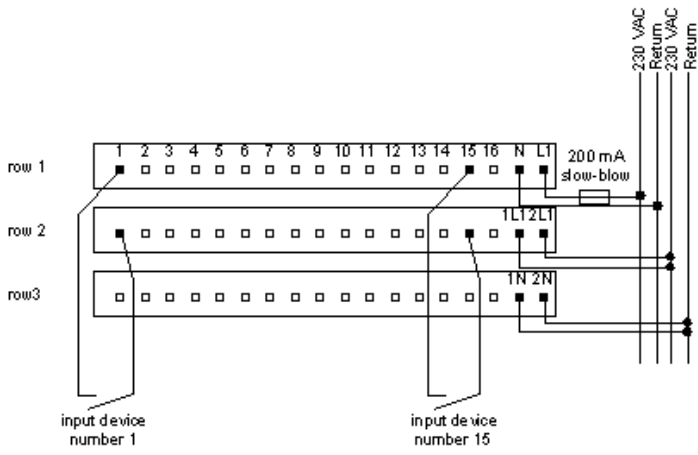 230 VAC
Return
230 VAC
Return
row 1
1 2 3 4 5 6 7 8 9 10 11 12 13 14 15 16 N L1
200 mA
slow-blow
row 2
1L1 2L1
row3
1N 2N
input device
number 1
input device
number 15